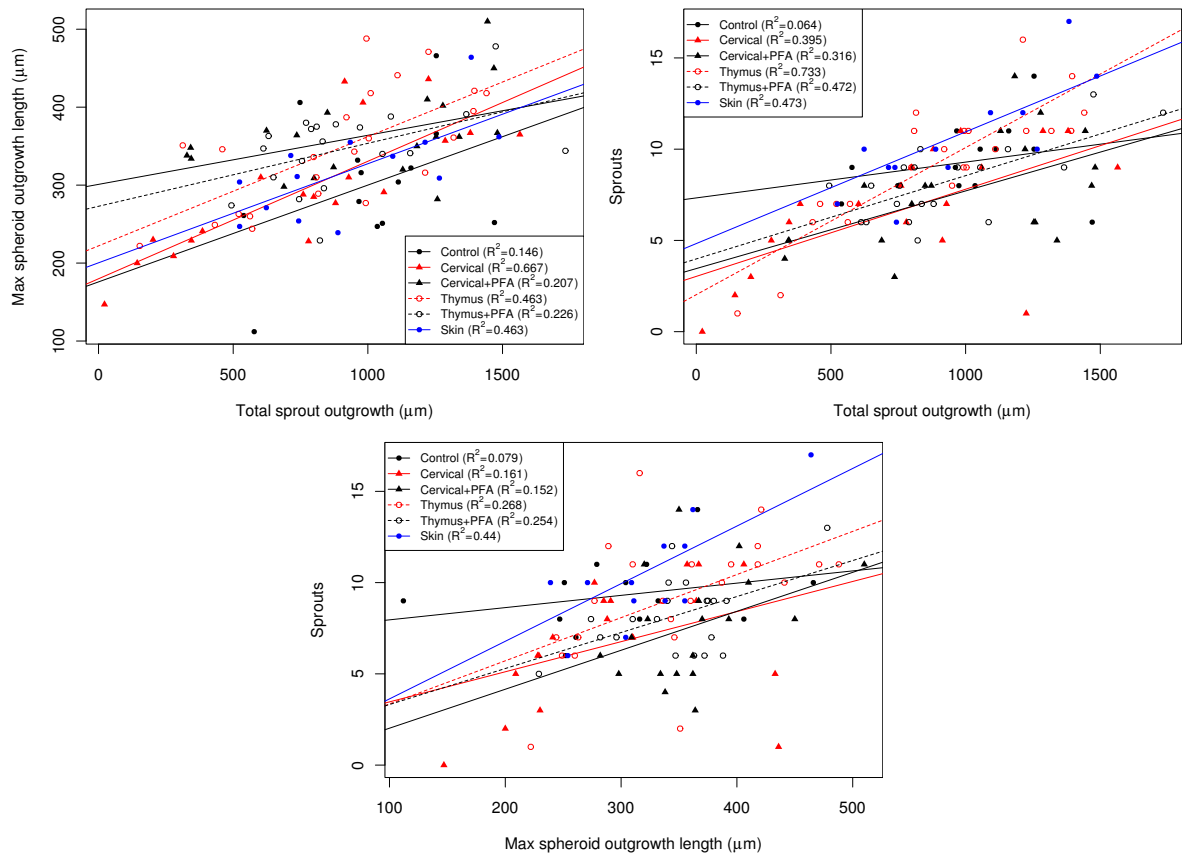 Max spheroid outgrowth length (μm)
500
400
300
200
100
Control (R2=0.146)
Cervical (R2=0.667)
Cervical+PFA (R2=0.207)
Thymus (R2=0.463)
Thymus+PFA (R2=0.226)
Skin (R2=0.463)
0 500 1000 1500
Total sprout outgrowth (μm)
Sprouts
15
10
5
0
Control (R2=0.064)
Cervical (R2=0.395)
Cervical+PFA (R2=0.316)
Thymus (R2=0.733)
Thymus+PFA (R2=0.472)
Skin (R2=0.473)
0 500 1000 1500
Total sprout outgrowth (μm)
Sprouts
15
10
5
0
Control (R2=0.079)
Cervical (R2=0.161)
Cervical+PFA (R2=0.152)
Thymus (R2=0.268)
Thymus+PFA (R2=0.254)
Skin (R2=0.44)
100 200 300 400 500
Max spheroid outgrowth length (μm)